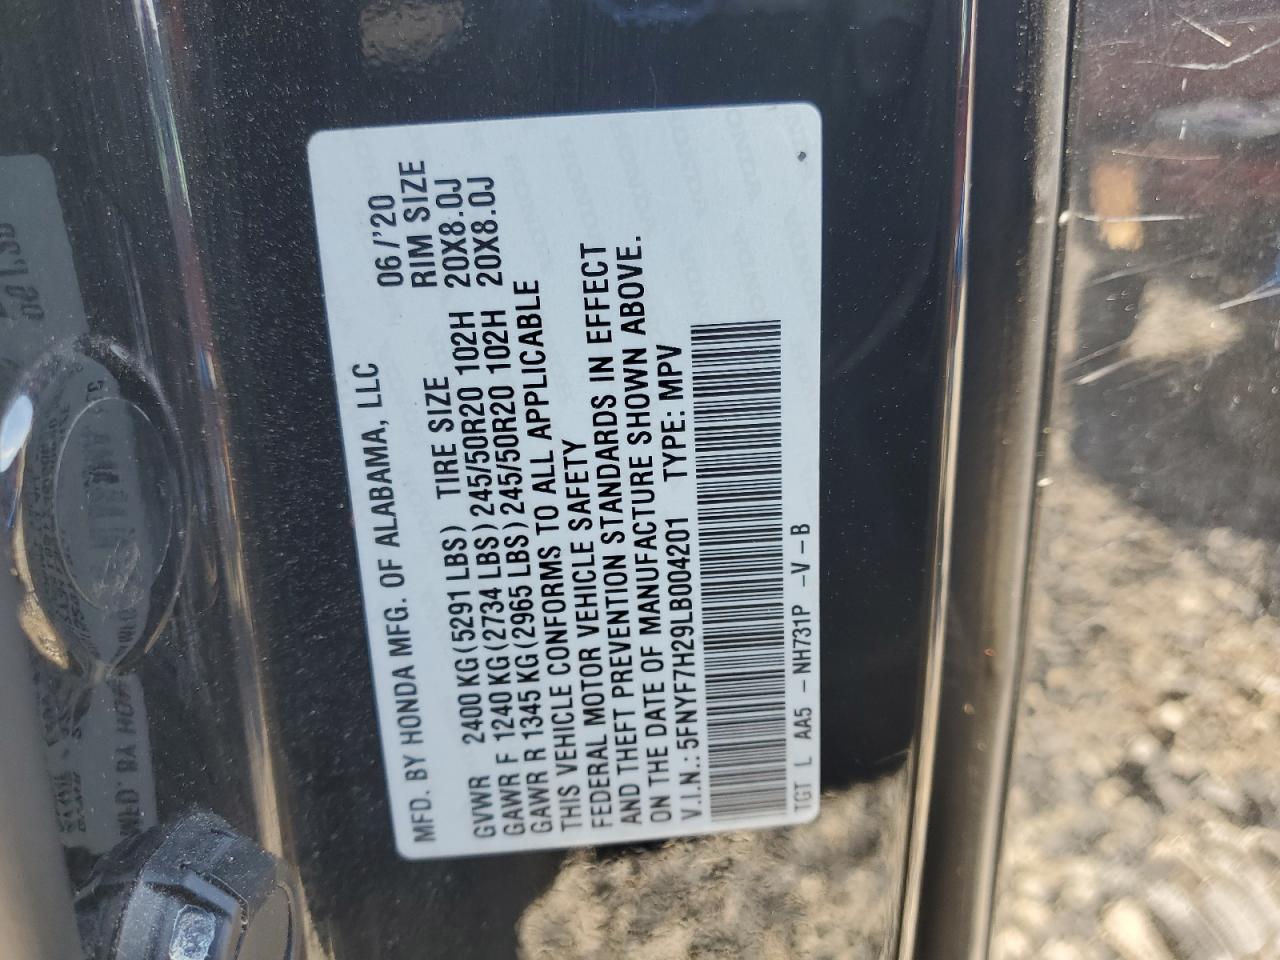 MFD. BY HONDA MFG. OF ALABAMA, LLC 06/'20
GVWR 2400 KG (5291 LBS) TIRE SIZE RIM SIZE
GAWR F 1240 KG (2734 LBS) 245/50R20 102H 20X8.0J
GAWR R 1345 KG (2965 LBS) 245/50R20 102H 20X8.0J
THIS VEHICLE CONFORMS TO ALL APPLICABLE
FEDERAL MOTOR VEHICLE SAFETY
AND THEFT PREVENTION STANDARDS IN EFFECT
ON THE DATE OF MANUFACTURE SHOWN ABOVE.
V.I.N.: 5FNYF7H29LB004201 TYPE: MPV
TGT L AA5 - NH731P - V - B